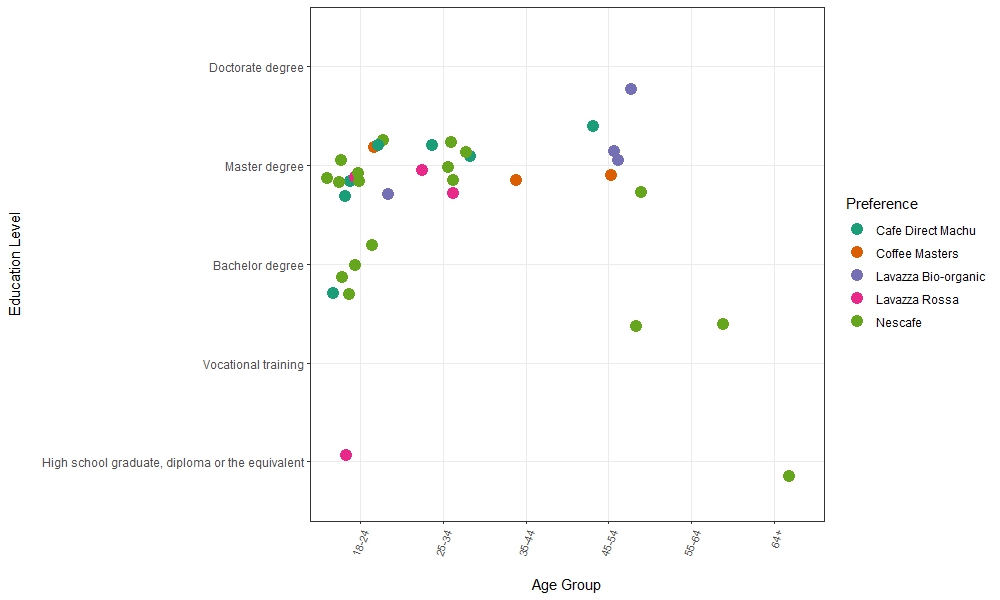 Education Level
Doctorate degree
Master degree
Bachelor degree
Vocational training
High school graduate, diploma or the equivalent
18-24
25-34
35-44
45-54
55-64
64+
Age Group
Preference
Cafe Direct Machu
Coffee Masters
Lavazza Bio-organic
Lavazza Rossa
Nescafe